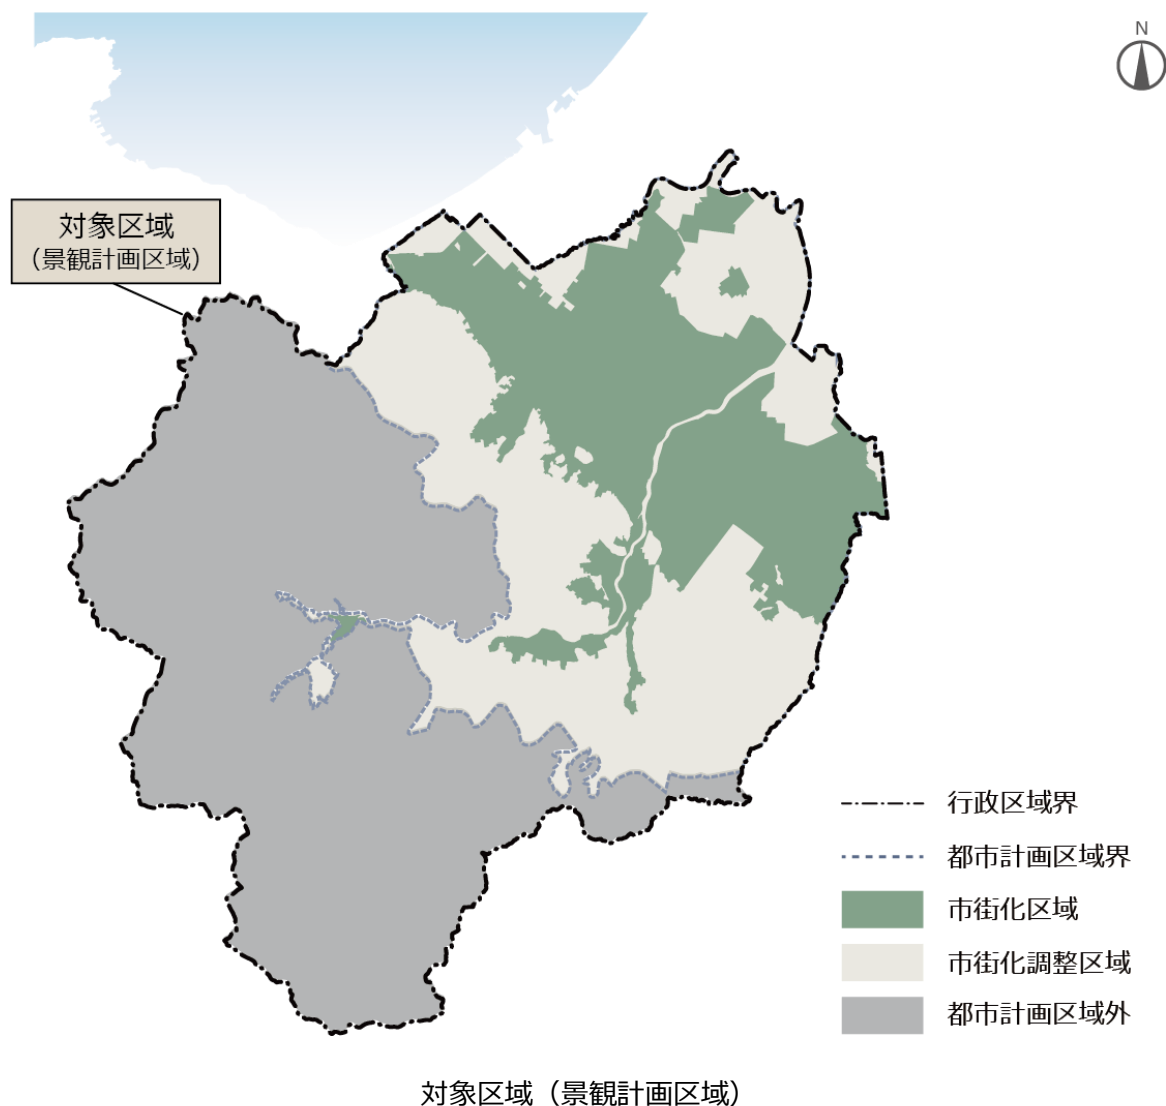 N
対象区域
（景観計画区域）
行政区域界
都市計画区域界
市街化区域
市街化調整区域
都市計画区域外
対象区域（景観計画区域）